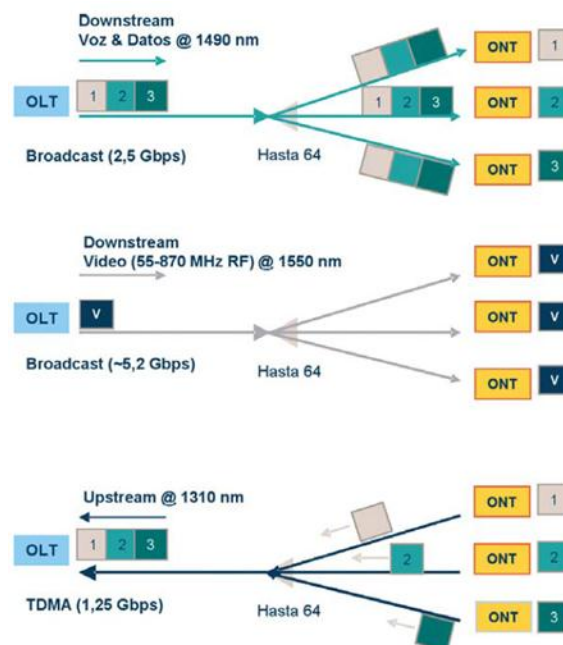 Downstream
Voz & Datos @ 1490 nm
OLT 1 2 3
1 2 3
ONT 1
ONT 2
ONT 3
Broadcast (2,5 Gbps)
Hasta 64
Downstream
Video (55-870 MHz RF) @ 1550 nm
OLT V
ONT V
ONT V
ONT V
Broadcast (~5,2 Gbps)
Hasta 64
Upstream @ 1310 nm
OLT 1 2 3
2
ONT 1
ONT 2
ONT 3
TDMA (1,25 Gbps)
Hasta 64